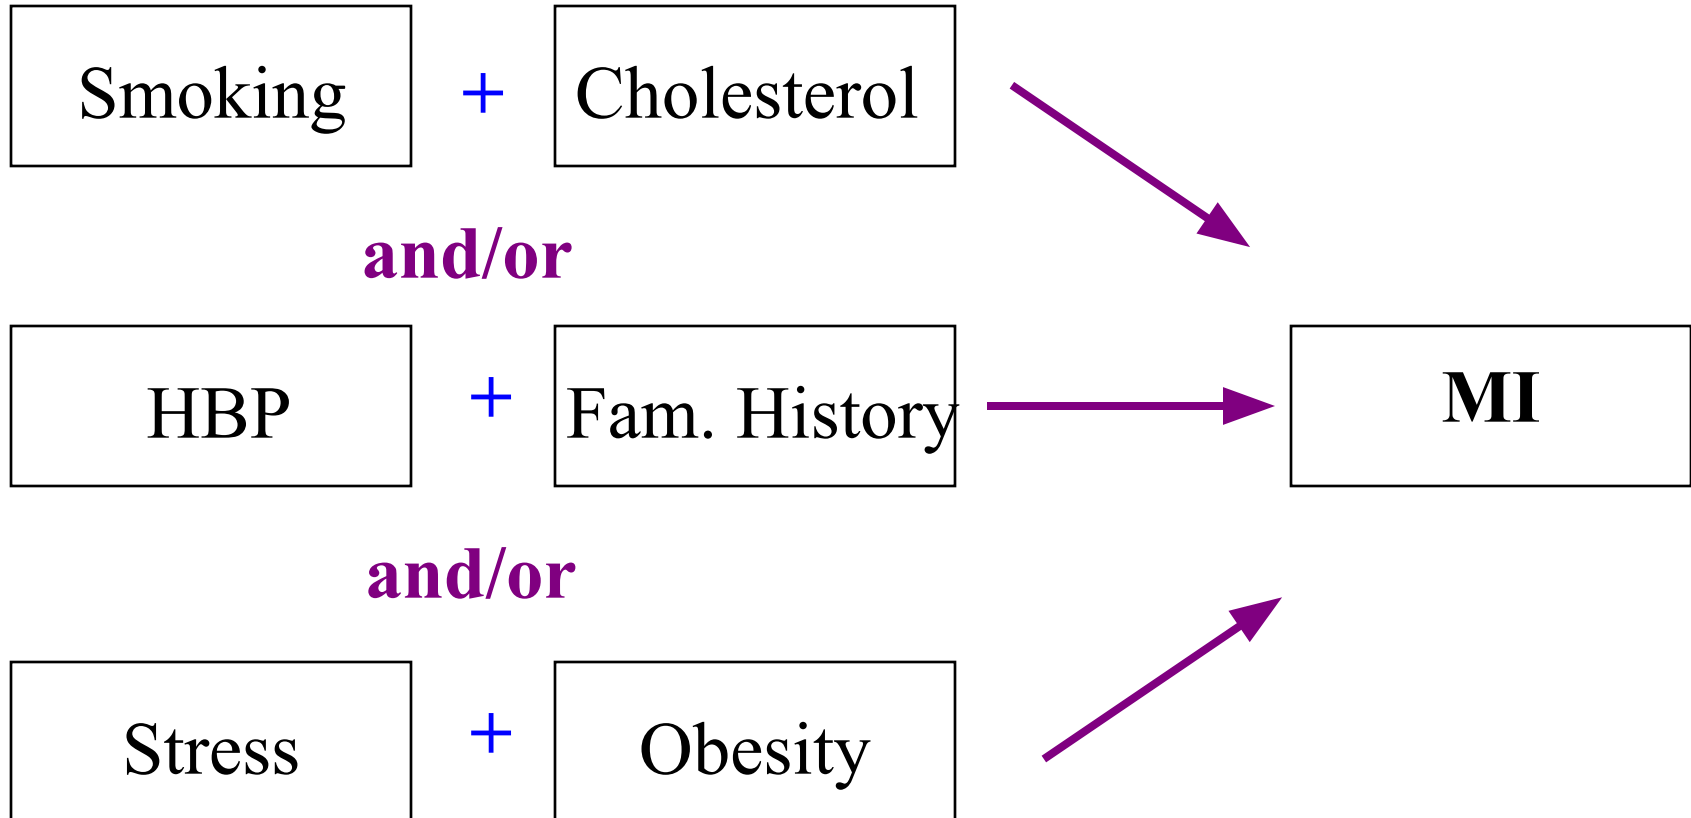 Smoking + Cholesterol
and/or
HBP + Fam. History MI
and/or
Stress + Obesity